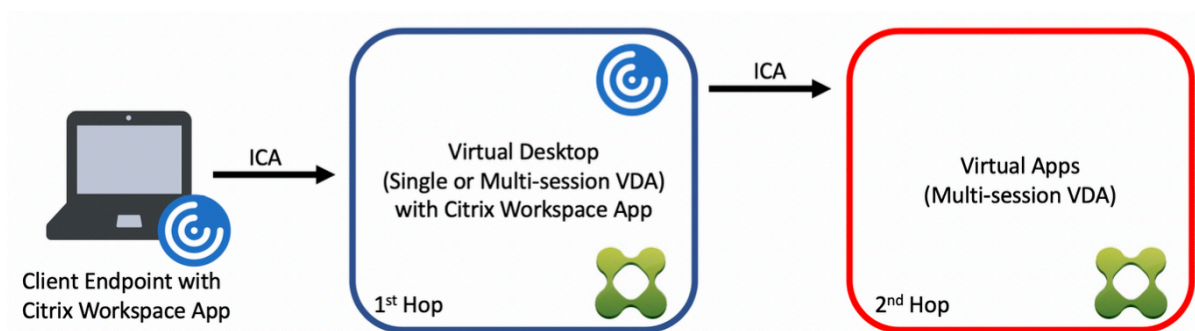 Client Endpoint with
Citrix Workspace App
ICA
Virtual Desktop
(Single or Multi-session VDA)
with Citrix Workspace App
1st Hop
ICA
Virtual Apps
(Multi-session VDA)
2nd Hop